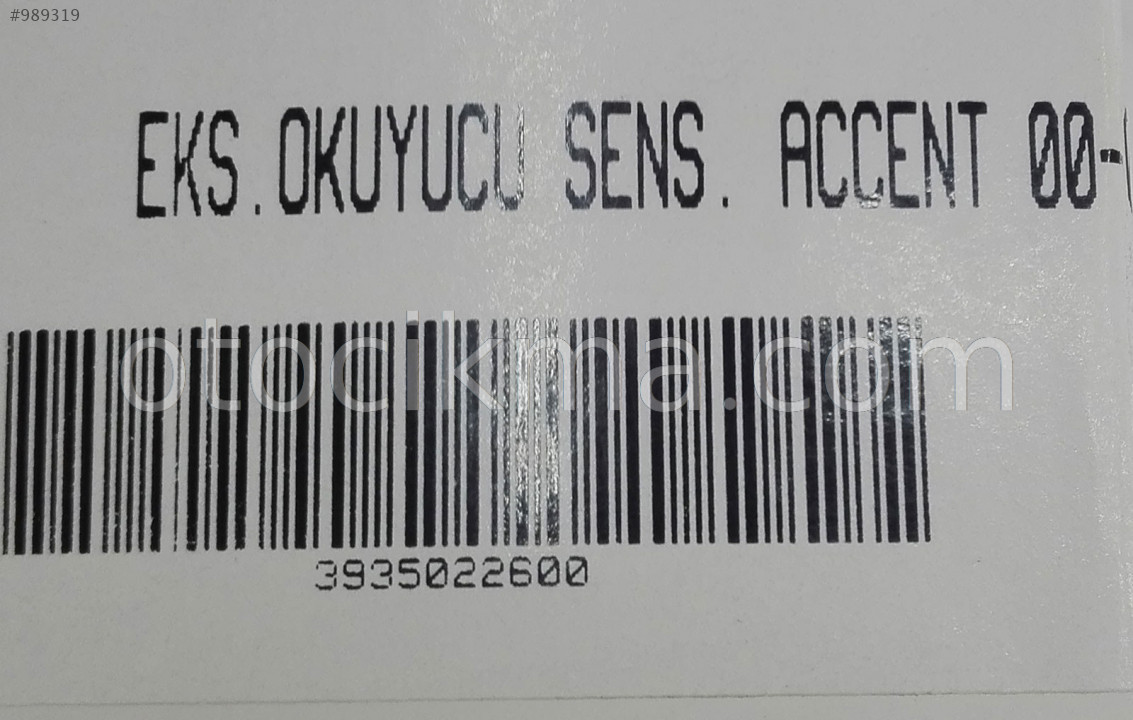 #989319
EKS.OKUYUCU SENS. ACCENT 00-
otocikma.com
3935022600